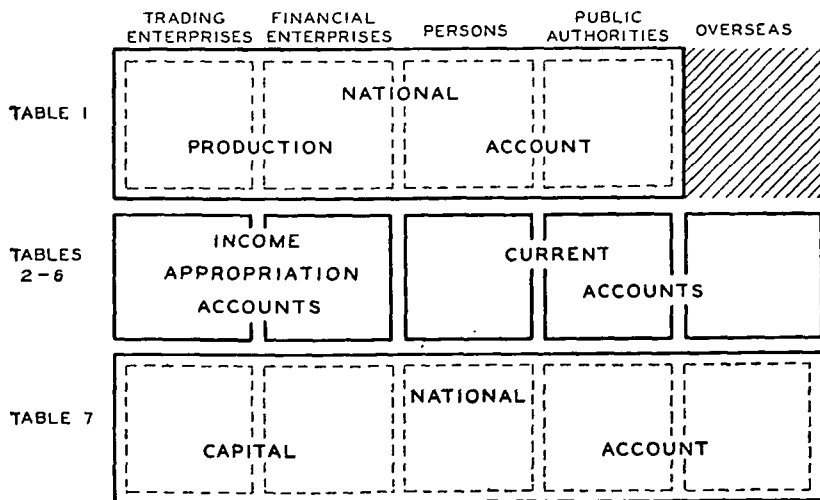 TRADING ENTERPRISES
FINANCIAL ENTERPRISES
PERSONS
PUBLIC AUTHORITIES
OVERSEAS
TABLE 1
NATIONAL
PRODUCTION ACCOUNT
TABLES 2-6
INCOME
APPROPRIATION
ACCOUNTS
CURRENT
ACCOUNTS
TABLE 7
NATIONAL
CAPITAL ACCOUNT